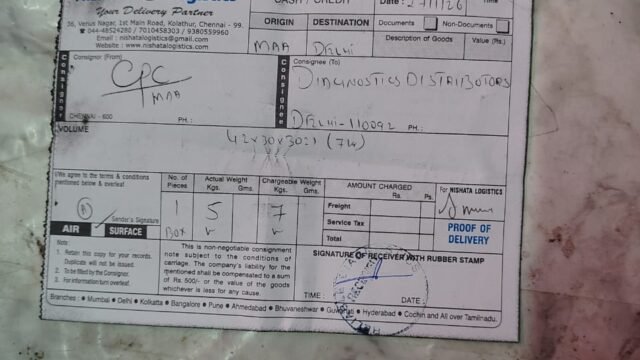 Your Delivery Partner
36, Venus Nagar, 1st Main Road, Kolathur, Chennai - 99.
044-48524280 / 7010458303 / 9380559960
Email : nishatalogistics@gmail.com
Website : www.nishatalogistics.com
CASH / CREDIT
Date :
ORIGIN DESTINATION Documents Non-Documents
MAA DELHI Description of Goods Value (Rs.)
Consignor
Consignor (From)
CPC
MAA
CHENNAI - 600 PH. :
Consignee
Consignee (To)
DIAGNOSTICS DISTRIBUTORS
DELHI-110092 PH. :
VOLUME
42x30x30=1 (7k)
I/We agree to the terms & conditions
mentioned below & overleaf.
Sender's Signature
AIR SURFACE
No. of Pieces Actual Weight Kgs. Gms. Chargeable Weight Kgs. Gms.
1 5 7
BOX
AMOUNT CHARGED
Rs. Ps.
Freight
Service Tax
Total
For NISHATA LOGISTICS
PROOF OF
DELIVERY
Note
1. Retain this copy for your records.
Duplicate will not be issued.
2. To be filled by the Consignor.
3. For information turn overleaf.
This is non-negotiable consignment
note subject to the conditions of
carriage. The company's liability for
the mentioned shall be compensated to a sum
of Rs. 500/- or the value of the goods
whichever is less for any cause.
SIGNATURE OF RECEIVER WITH RUBBER STAMP
TIME : DATE :
Branches : • Mumbai • Delhi • Kolkatta • Bangalore • Pune • Ahmedabad • Bhuvaneshwar • Guwahati • Hyderabad • Cochin and All over Tamilnadu.